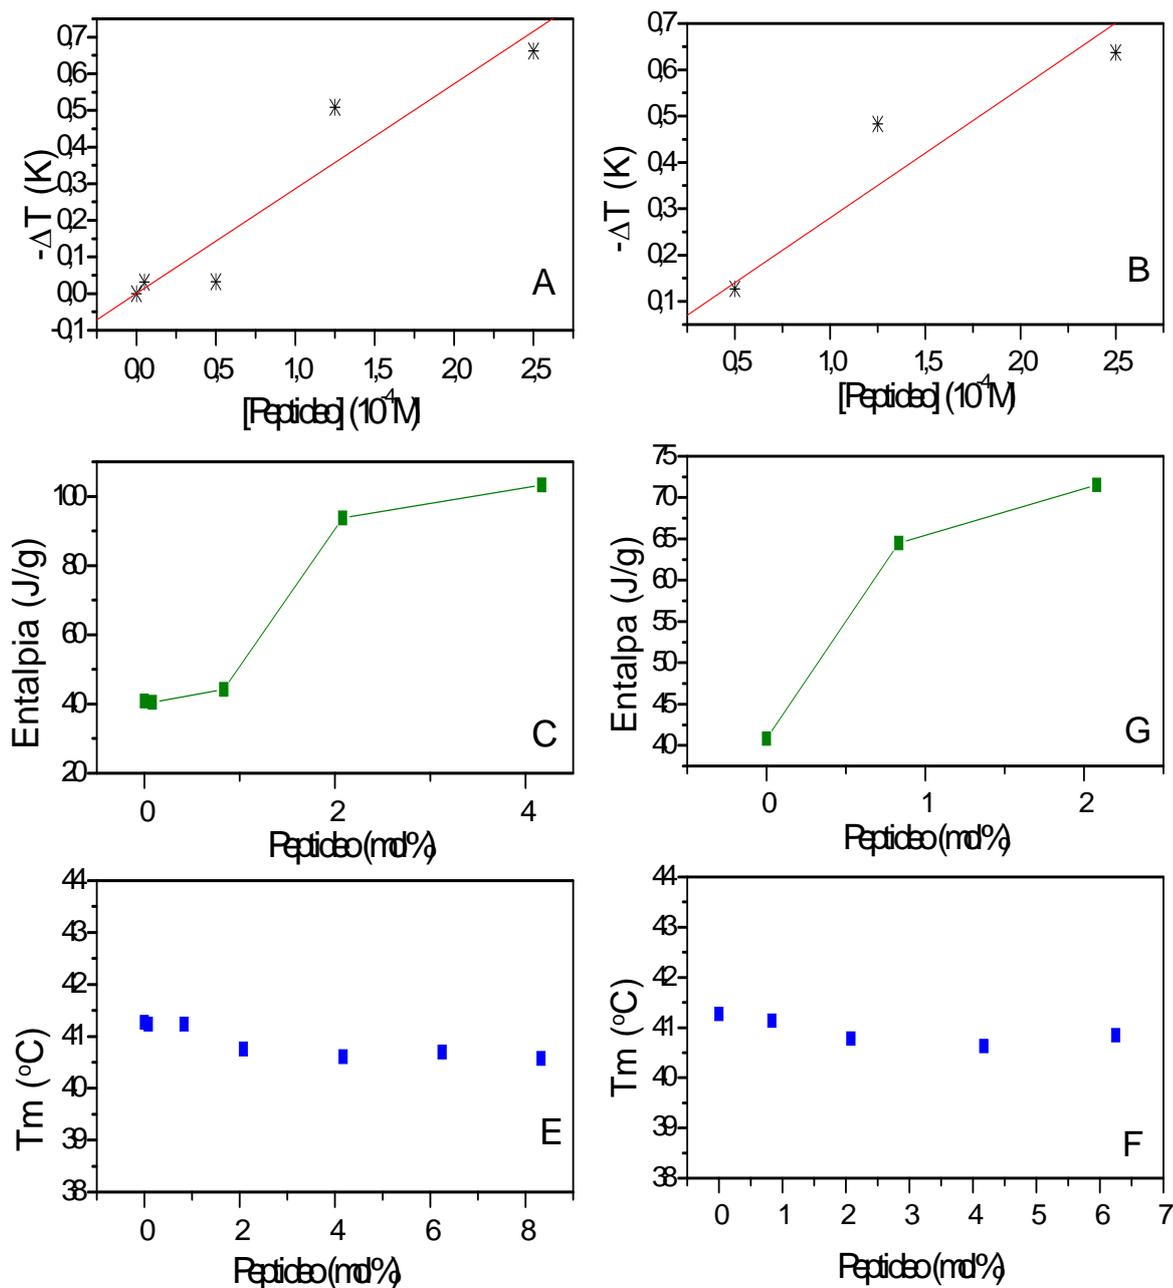 0,7
0,6
0,5
0,4
0,3
0,2
0,1
0,0
-0,1
-ΔT (K)
A
0,0 0,5 1,0 1,5 2,0 2,5
[Peptideo] (10⁻⁴M)
0,7
0,6
0,5
0,4
0,3
0,2
0,1
-ΔT (K)
B
0,5 1,0 1,5 2,0 2,5
[Peptideo] (10⁻⁴M)
100
80
60
40
20
Entalpia (J/g)
C
0 2 4
Peptideo (mol%)
75
70
65
60
55
50
45
40
Entalpa (J/g)
G
0 1 2
Peptideo (mol%)
44
43
42
41
40
39
38
Tm (ºC)
E
0 2 4 6 8
Peptideo (mol%)
44
43
42
41
40
39
38
Tm (ºC)
F
0 1 2 3 4 5 6 7
Peptideo (mol%)